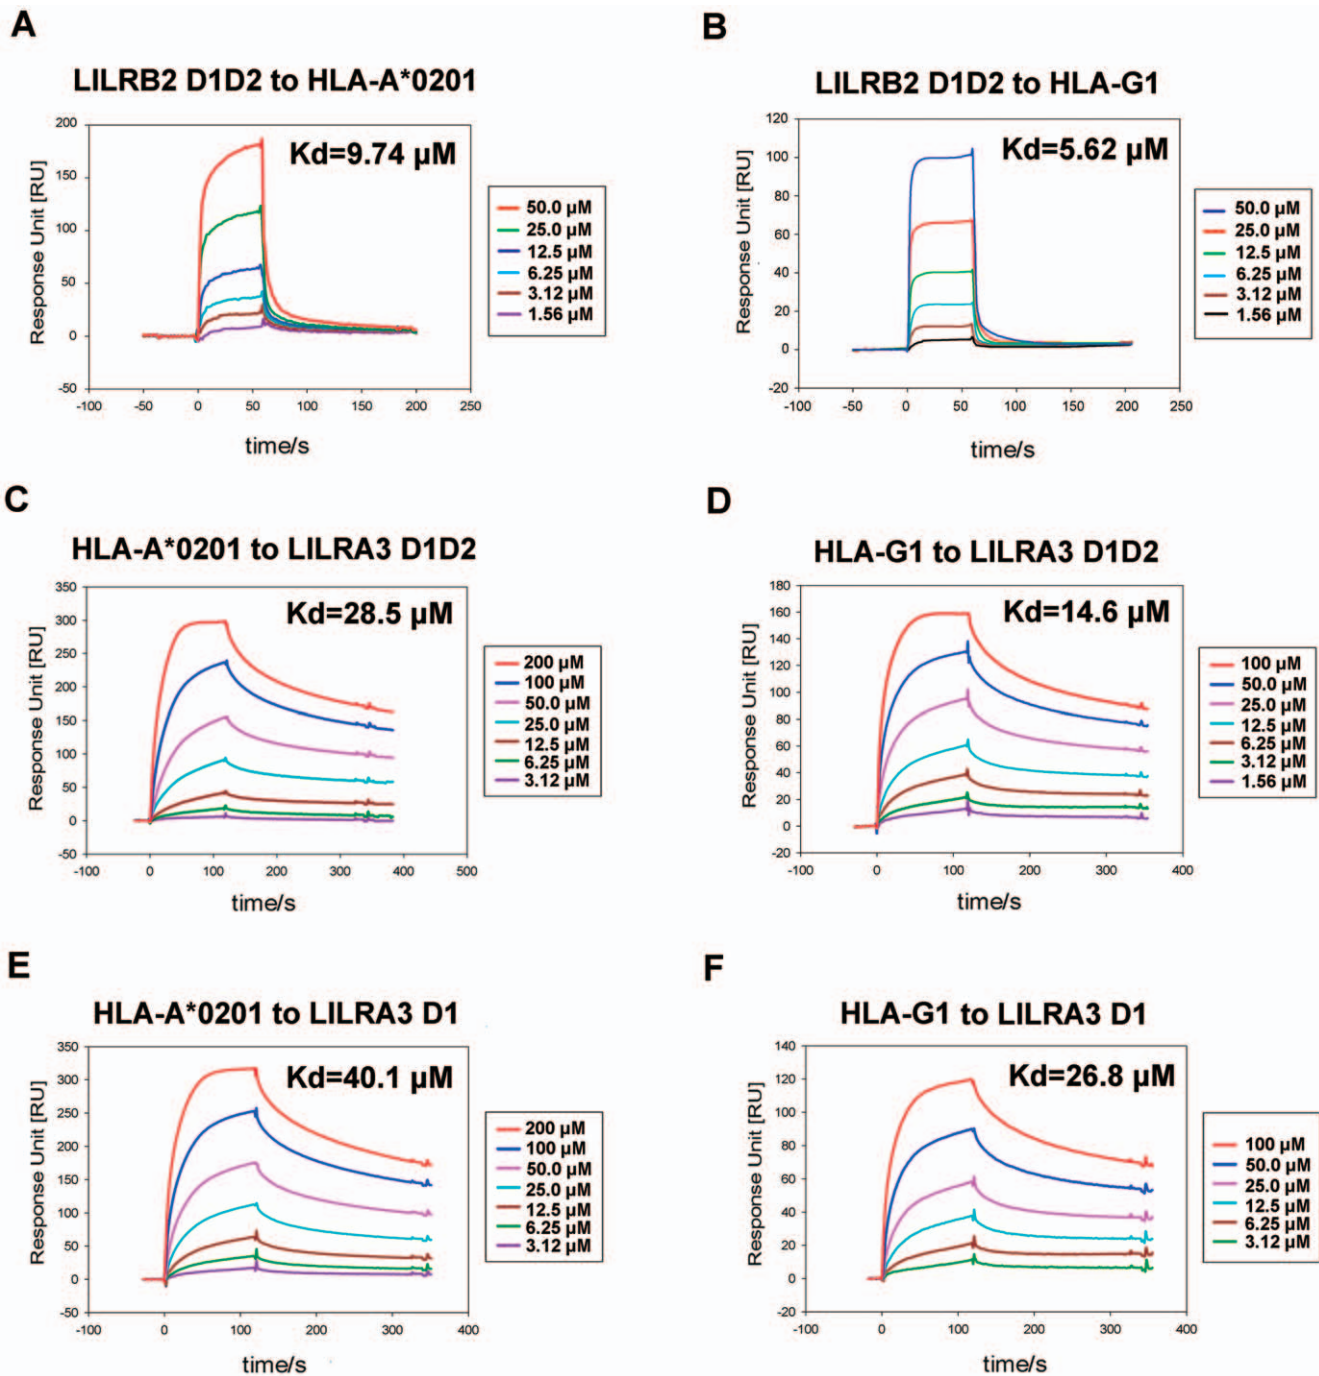 A
LILRB2 D1D2 to HLA-A*0201
Kd=9.74 µM
Response Unit [RU]
200
150
100
50
0
-50
-100
-50
0
50
100
150
200
250
time/s
50.0 µM
25.0 µM
12.5 µM
6.25 µM
3.12 µM
1.56 µM
B
LILRB2 D1D2 to HLA-G1
Kd=5.62 µM
Response Unit [RU]
120
100
80
60
40
20
0
-20
-100
-50
0
50
100
150
200
250
time/s
50.0 µM
25.0 µM
12.5 µM
6.25 µM
3.12 µM
1.56 µM
C
HLA-A*0201 to LILRA3 D1D2
Kd=28.5 µM
Response Unit [RU]
350
300
250
200
150
100
50
0
-50
-100
0
100
200
300
400
500
time/s
200 µM
100 µM
50.0 µM
25.0 µM
12.5 µM
6.25 µM
3.12 µM
D
HLA-G1 to LILRA3 D1D2
Kd=14.6 µM
Response Unit [RU]
180
160
140
120
100
80
60
40
20
0
-20
-100
0
100
200
300
400
time/s
100 µM
50.0 µM
25.0 µM
12.5 µM
6.25 µM
3.12 µM
1.56 µM
E
HLA-A*0201 to LILRA3 D1
Kd=40.1 µM
Response Unit [RU]
350
300
250
200
150
100
50
0
-50
-100
0
100
200
300
400
time/s
200 µM
100 µM
50.0 µM
25.0 µM
12.5 µM
6.25 µM
3.12 µM
F
HLA-G1 to LILRA3 D1
Kd=26.8 µM
Response Unit [RU]
140
120
100
80
60
40
20
0
-20
-100
0
100
200
300
400
time/s
100 µM
50.0 µM
25.0 µM
12.5 µM
6.25 µM
3.12 µM